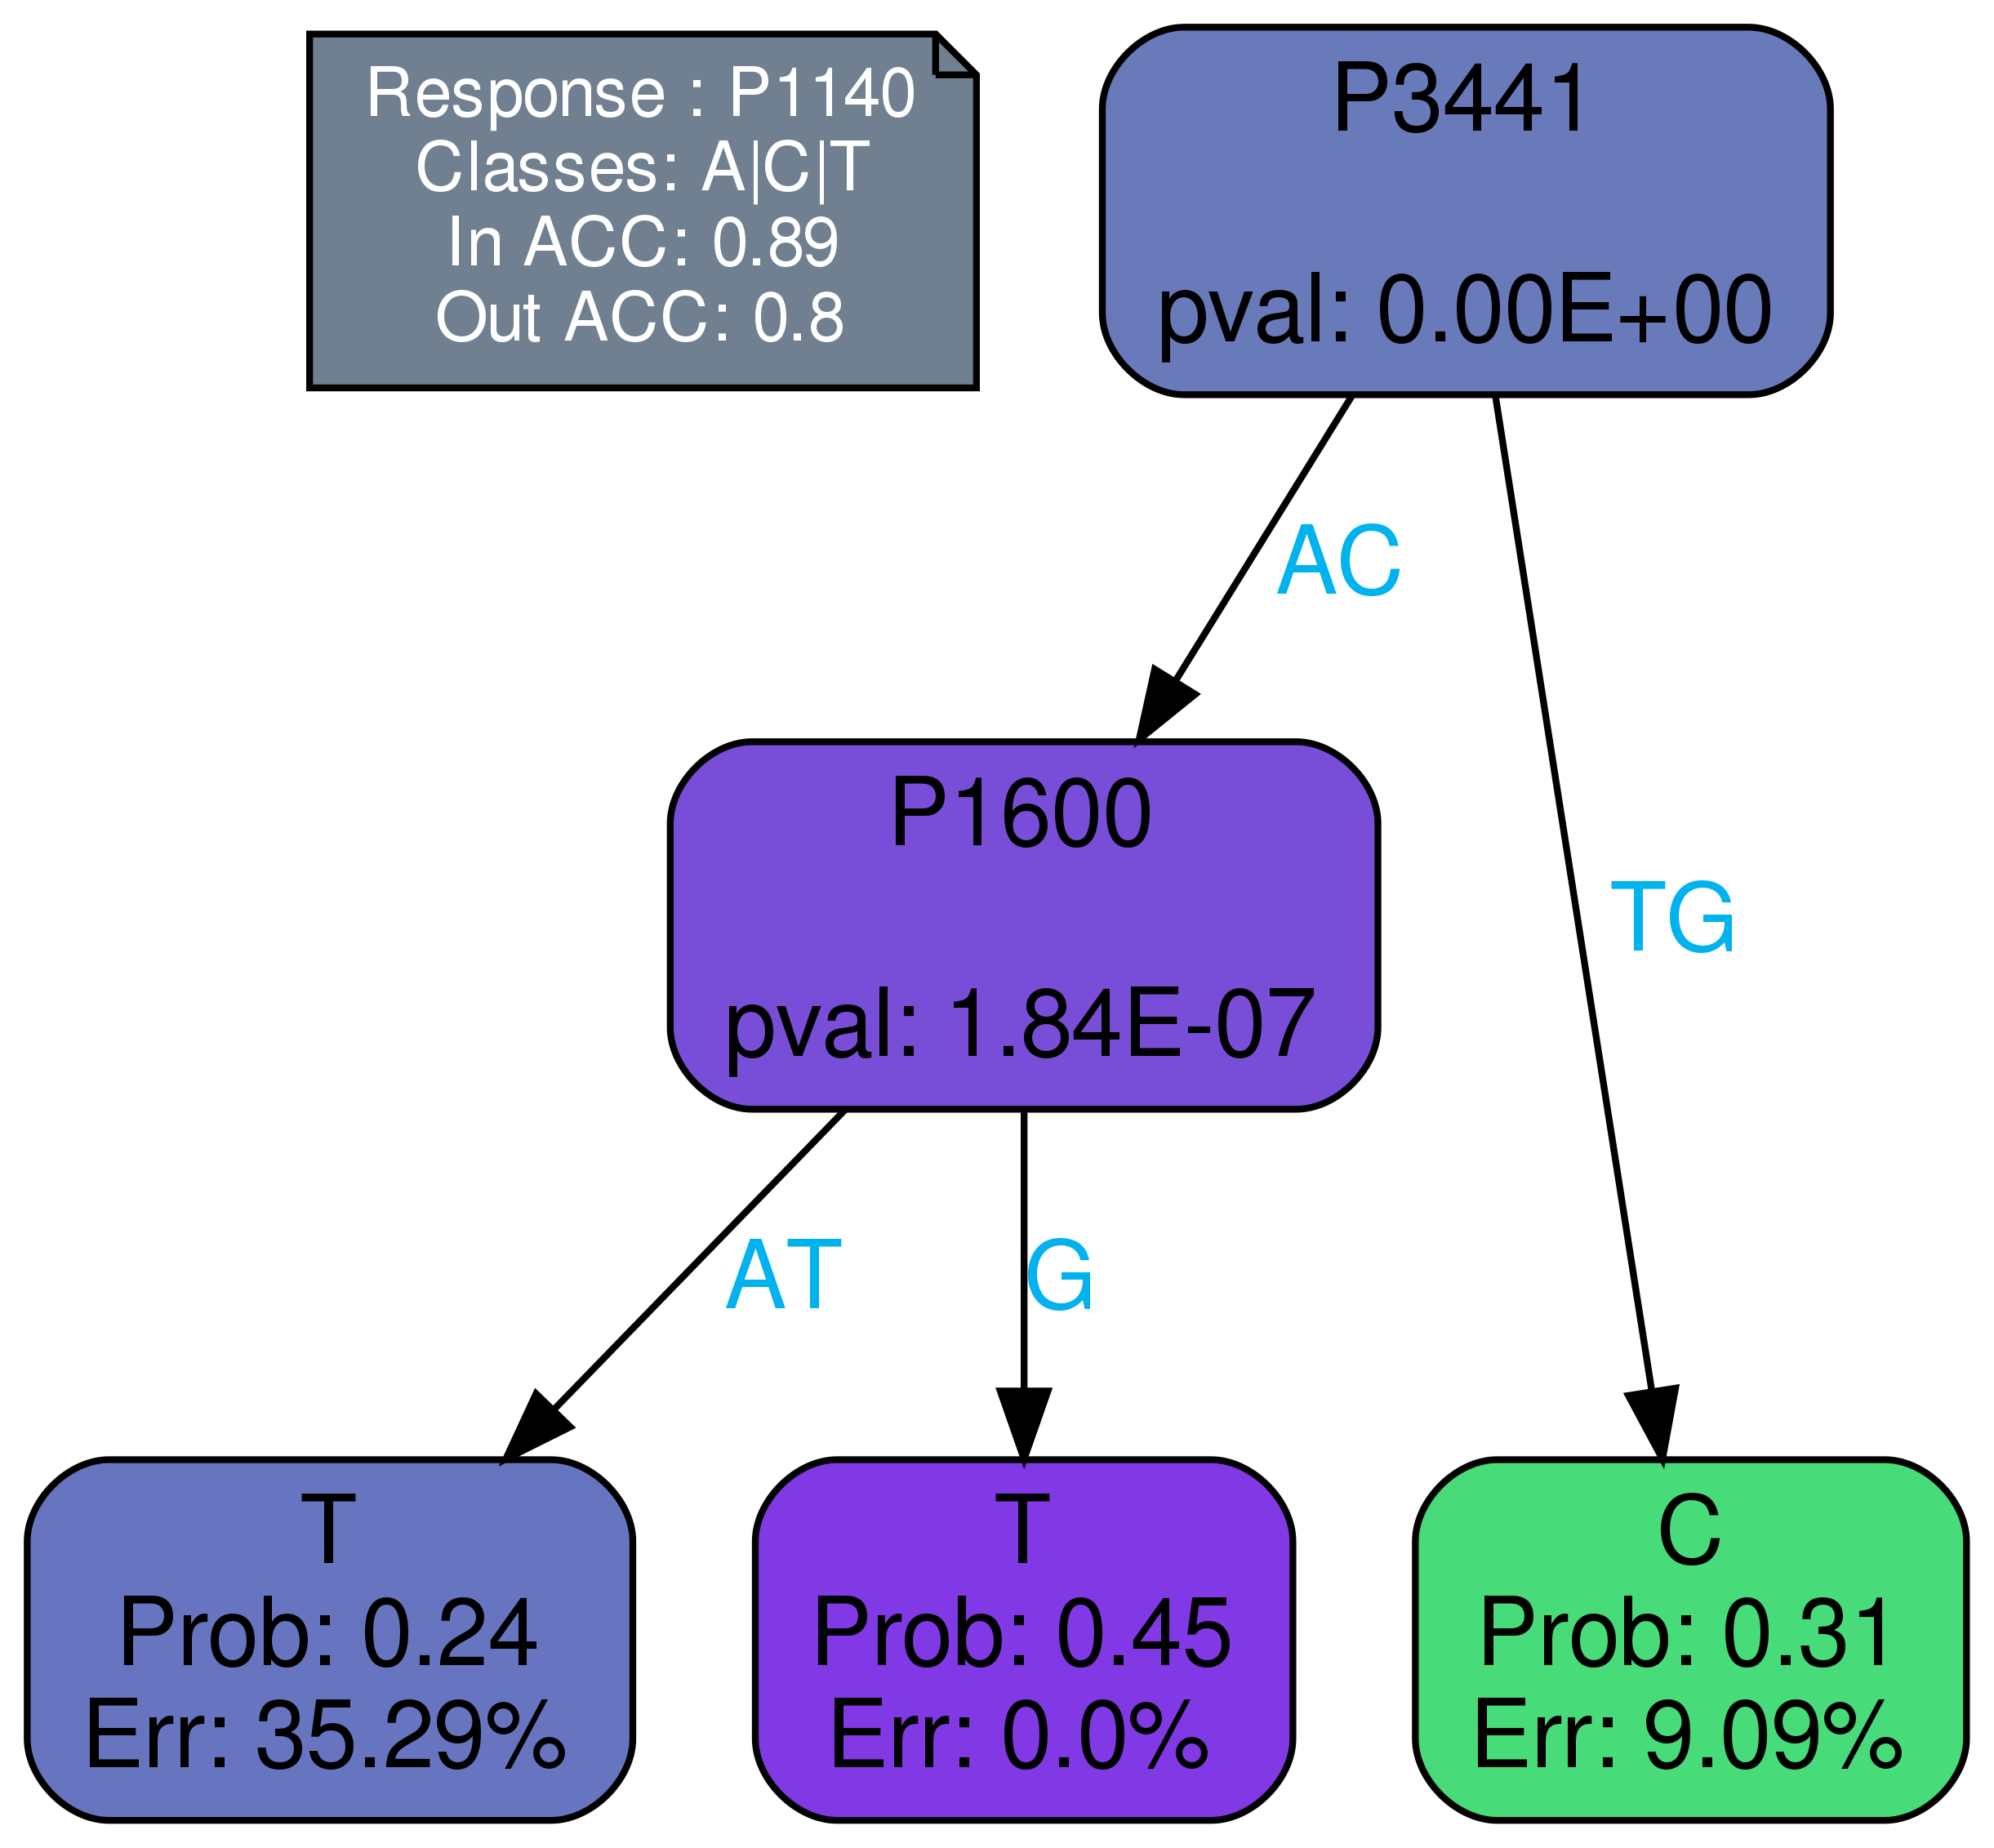 Response : P1140
Classes: A|C|T
In ACC: 0.89
Out ACC: 0.8
P3441
pval: 0.00E+00
AC
TG
P1600
pval: 1.84E-07
AT
G
T
Prob: 0.24
Err: 35.29%
T
Prob: 0.45
Err: 0.0%
C
Prob: 0.31
Err: 9.09%